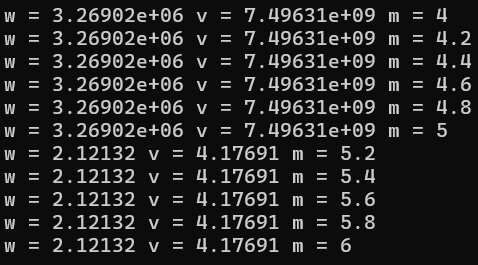 w = 3.26902e+06 v = 7.49631e+09 m = 4
w = 3.26902e+06 v = 7.49631e+09 m = 4.2
w = 3.26902e+06 v = 7.49631e+09 m = 4.4
w = 3.26902e+06 v = 7.49631e+09 m = 4.6
w = 3.26902e+06 v = 7.49631e+09 m = 4.8
w = 3.26902e+06 v = 7.49631e+09 m = 5
w = 2.12132 v = 4.17691 m = 5.2
w = 2.12132 v = 4.17691 m = 5.4
w = 2.12132 v = 4.17691 m = 5.6
w = 2.12132 v = 4.17691 m = 5.8
w = 2.12132 v = 4.17691 m = 6